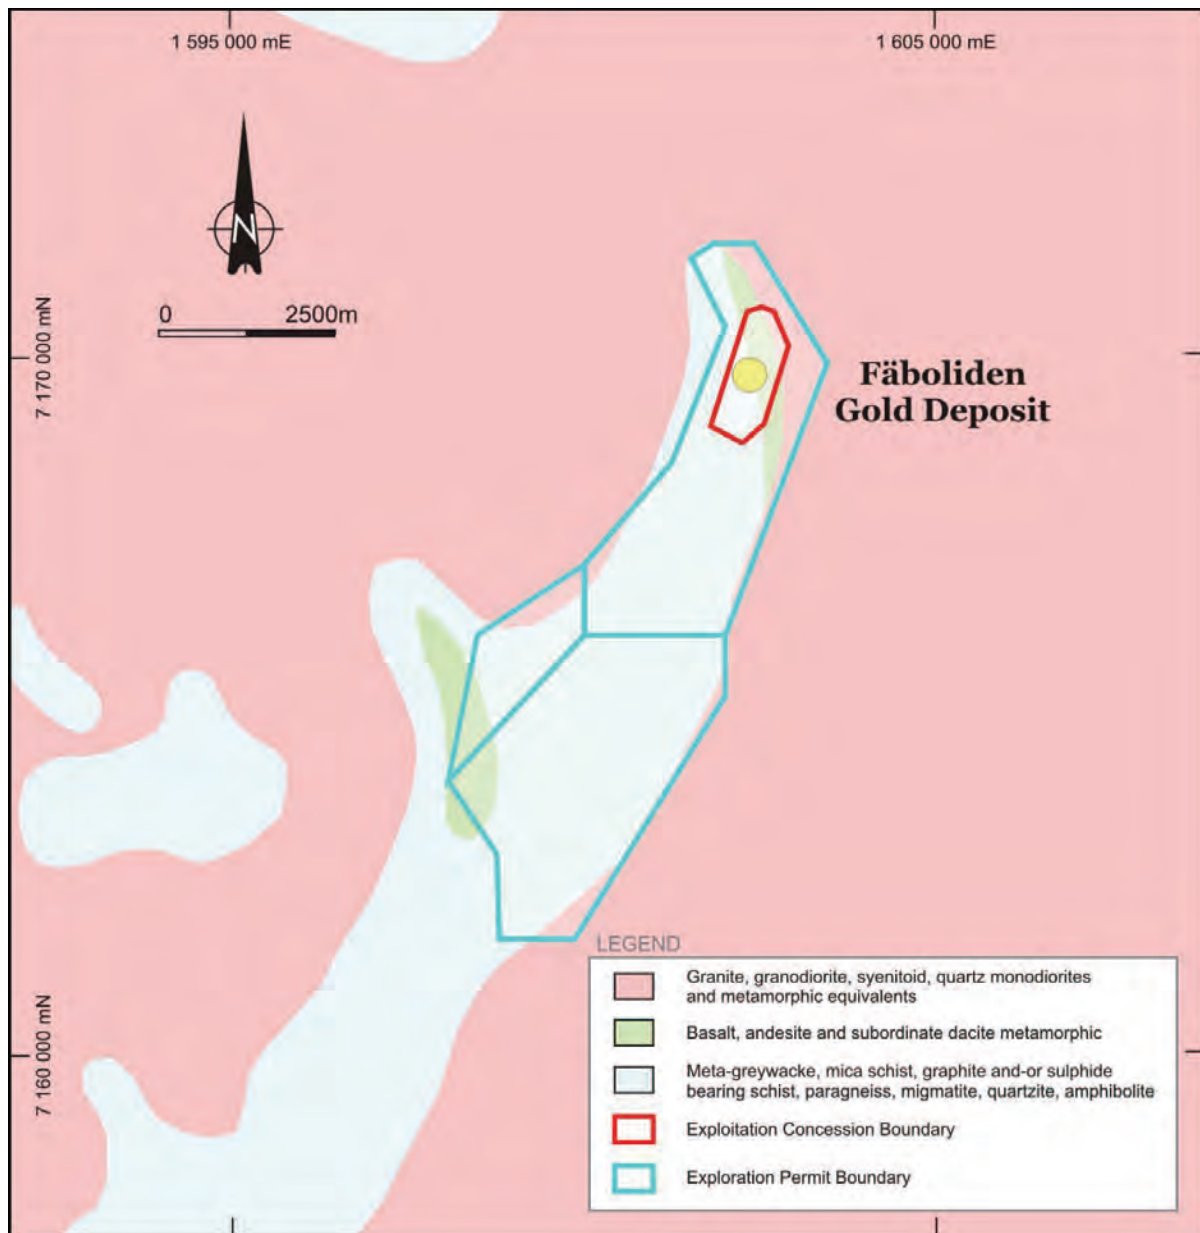 1 595 000 mE
1 605 000 mE
N
0 2500m
7 170 000 mN
Fäboliden
Gold Deposit
7 160 000 mN
LEGEND
Granite, granodiorite, syenitoid, quartz monodiorites
and metamorphic equivalents
Basalt, andesite and subordinate dacite metamorphic
Meta-greywacke, mica schist, graphite and-or sulphide
bearing schist, paragneiss, migmatite, quartzite, amphibolite
Exploitation Concession Boundary
Exploration Permit Boundary